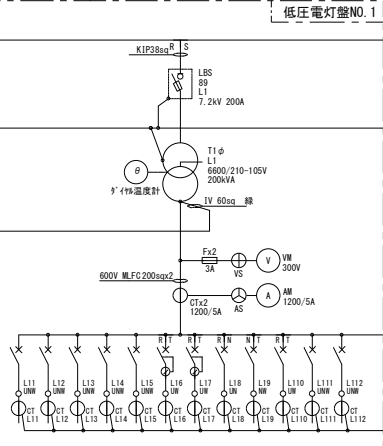 低圧電灯盤NO.1
KIP38sq
R S
LBS
89
L1
7.2kV 200A
T1φ
L1
6600/210-105V
200kVA
θ
ダイヤル温度計
IV 60sq 緑
Fx2
3A
VS
V
VM
300V
600V MLFC200sqx2
CTx2
1200/5A
AS
A
AM
1200/5A
R T R T R N N T R T
L11 L12 L13 L14 L15 L16 L17 L18 L19 L110 L111 L112
UNW UNW UNW UNW UNW UW UW UN NW UW UNW UNW
CT CT CT CT CT CT CT CT CT CT CT CT
L11 L12 L13 L14 L15 L16 L17 L18 L19 L110 L111 L112